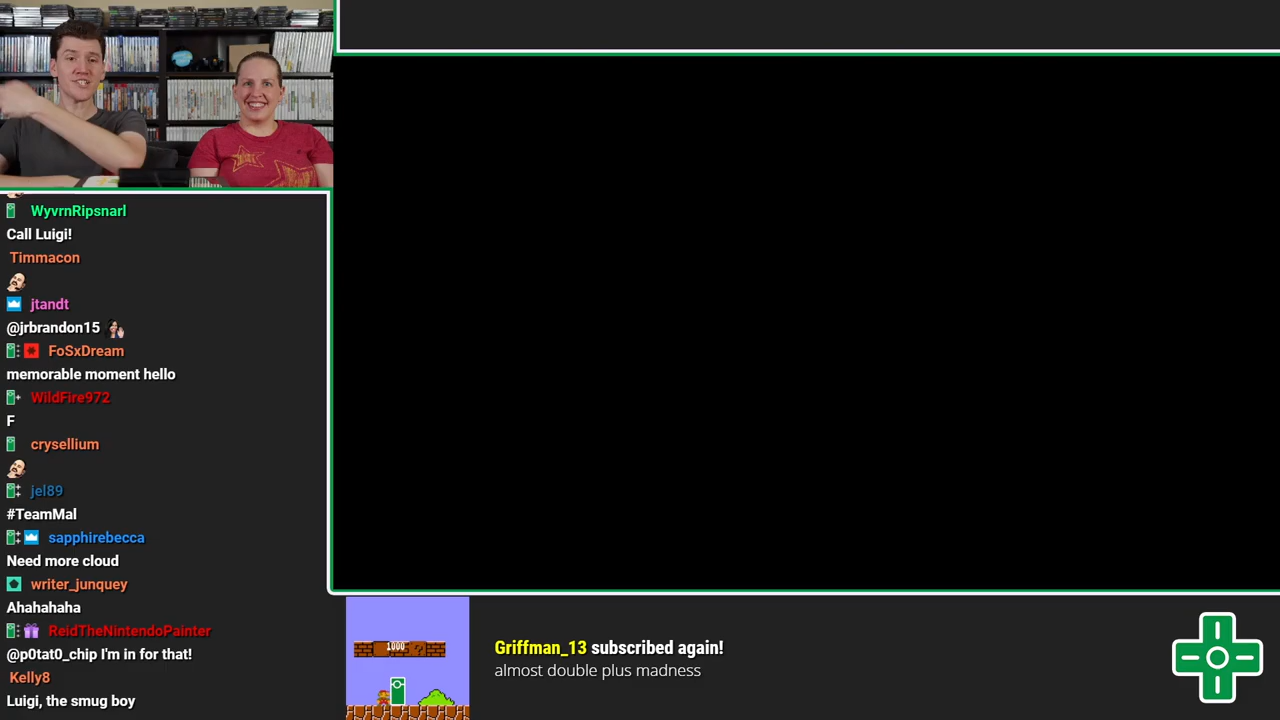 WyvrnRipsnarl
Call Luigi!
Timmacon
jtandt
@jrbrandon15
FoSxDream
memorable moment hello
WildFire972
F
crysellium
jel89
#TeamMal
sapphirebecca
Need more cloud
writer_junquey
Ahahahaha
ReidTheNintendoPainter
@p0tat0_chip I'm in for that!
Kelly8
Luigi, the smug boy
1000
Griffman_13 subscribed again!
almost double plus madness